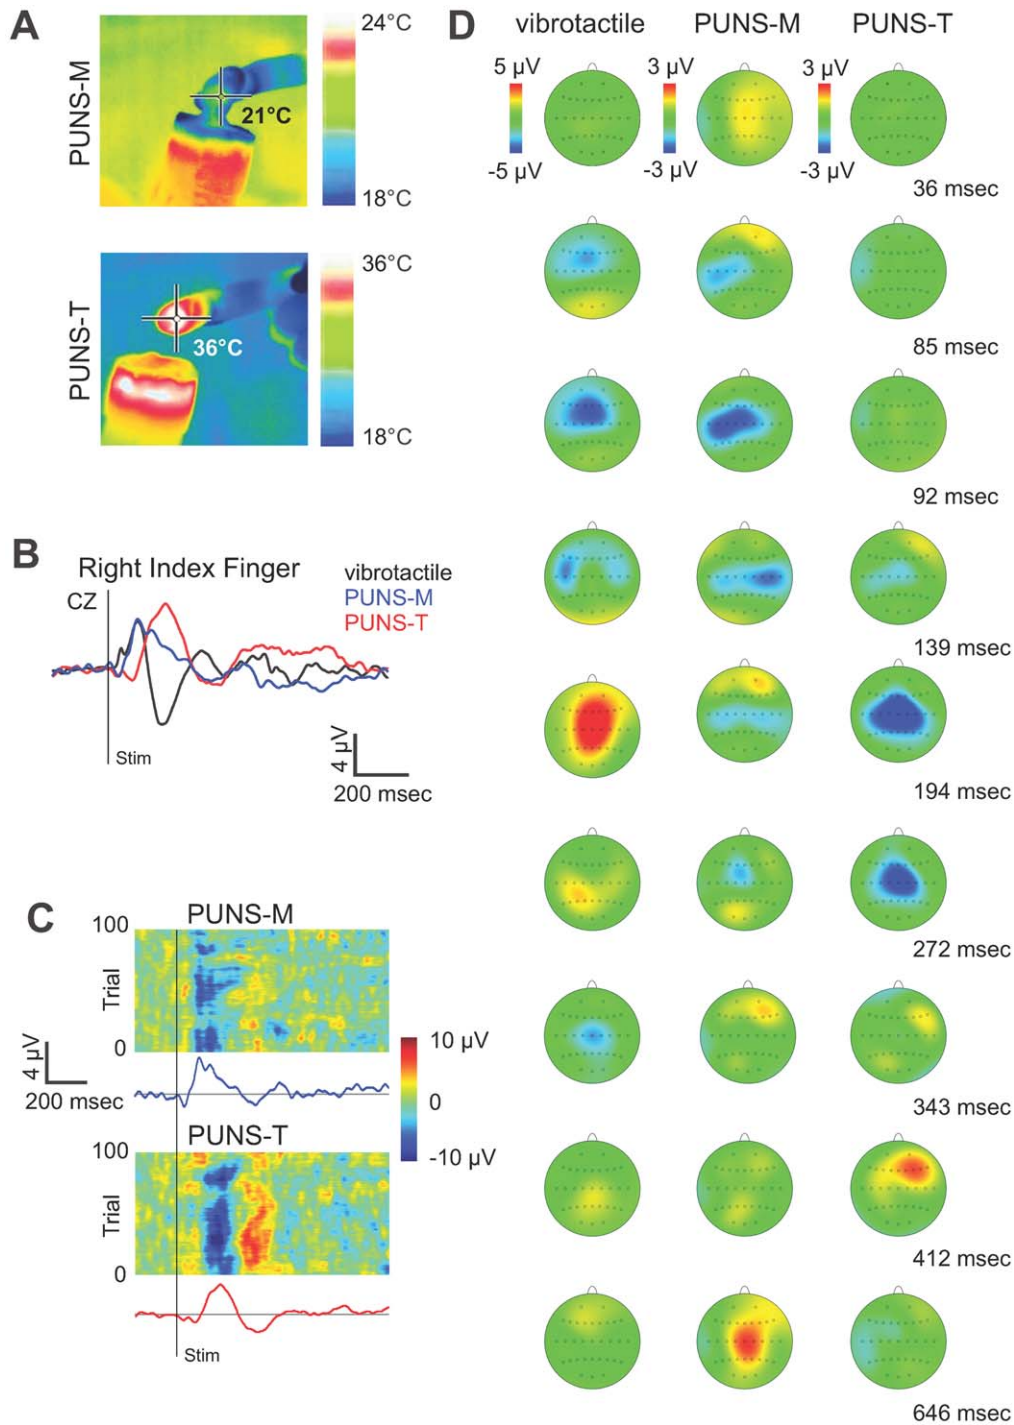 A
PUNS-M
24°C
21°C
18°C
PUNS-T
36°C
36°C
18°C
B
Right Index Finger
CZ
vibrotactile
PUNS-M
PUNS-T
Stim
4 µV
200 msec
C
PUNS-M
100
Trial
0
4 µV
200 msec
10 µV
0
-10 µV
PUNS-T
100
Trial
0
Stim
D
vibrotactile PUNS-M PUNS-T
5 µV 3 µV 3 µV
-5 µV -3 µV -3 µV
36 msec
85 msec
92 msec
139 msec
194 msec
272 msec
343 msec
412 msec
646 msec